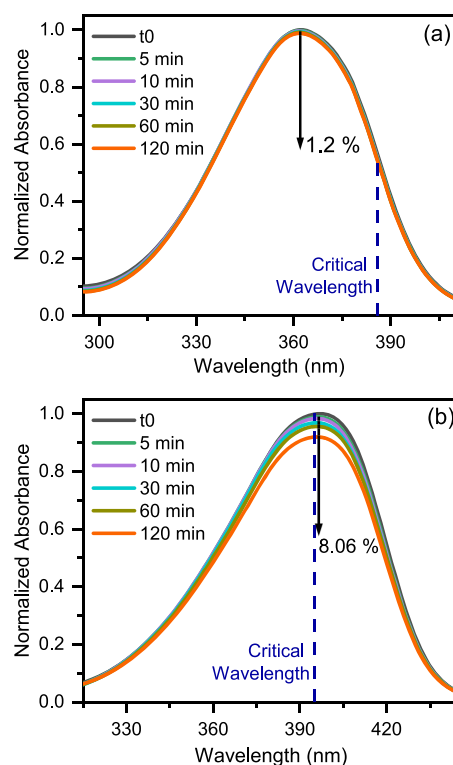 (a)
t0
5 min
10 min
30 min
60 min
120 min
1.2 %
Critical
Wavelength
Normalized Absorbance
1.0
0.8
0.6
0.4
0.2
0.0
300 330 360 390
Wavelength (nm)
(b)
t0
5 min
10 min
30 min
60 min
120 min
8.06 %
Critical
Wavelength
Normalized Absorbance
1.0
0.8
0.6
0.4
0.2
0.0
330 360 390 420
Wavelength (nm)